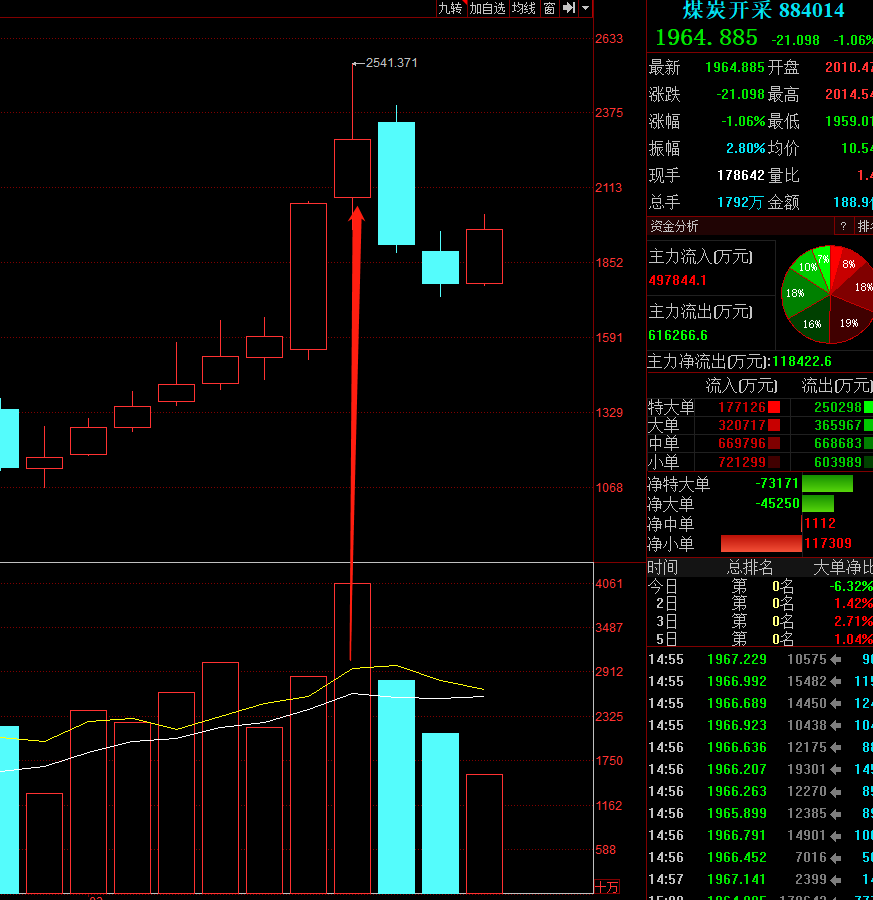 九转 加自选 均线 窗
2633
2541.371
2375
2113
1852
1591
1329
1068
4061
3487
2912
2325
1750
1162
588
十万
煤炭开采 884014
1964.885 -21.098 -1.06%
最新 1964.885 开盘 2010.47
涨跌 -21.098 最高 2014.54
涨幅 -1.06% 最低 1959.01
振幅 2.80% 均价 10.54
现手 178642 量比 1.4
总手 1792万 金额 188.9亿
资金分析 ? 排名
主力流入(万元)
497844.1
主力流出(万元)
616266.6
7% 8%
10%
18% 18%
16% 19%
主力净流出(万元):118422.6
流入(万元) 流出(万元)
特大单 177126 250298
大单 320717 365967
中单 669796 668683
小单 721299 603989
净特大单 -73171
净大单 -45250
净中单 1112
净小单 117309
时间 总排名 大单净比
今日 第 0名 -6.32%
2日 第 0名 1.42%
3日 第 0名 2.71%
5日 第 0名 1.04%
14:55 1967.229 10575
14:55 1966.992 15482
14:55 1966.689 14450
14:55 1966.923 10438
14:56 1966.636 12175
14:56 1966.207 19301
14:56 1966.263 12270
14:56 1965.899 12385
14:56 1966.791 14901
14:56 1966.452 7016
14:57 1967.141 2399